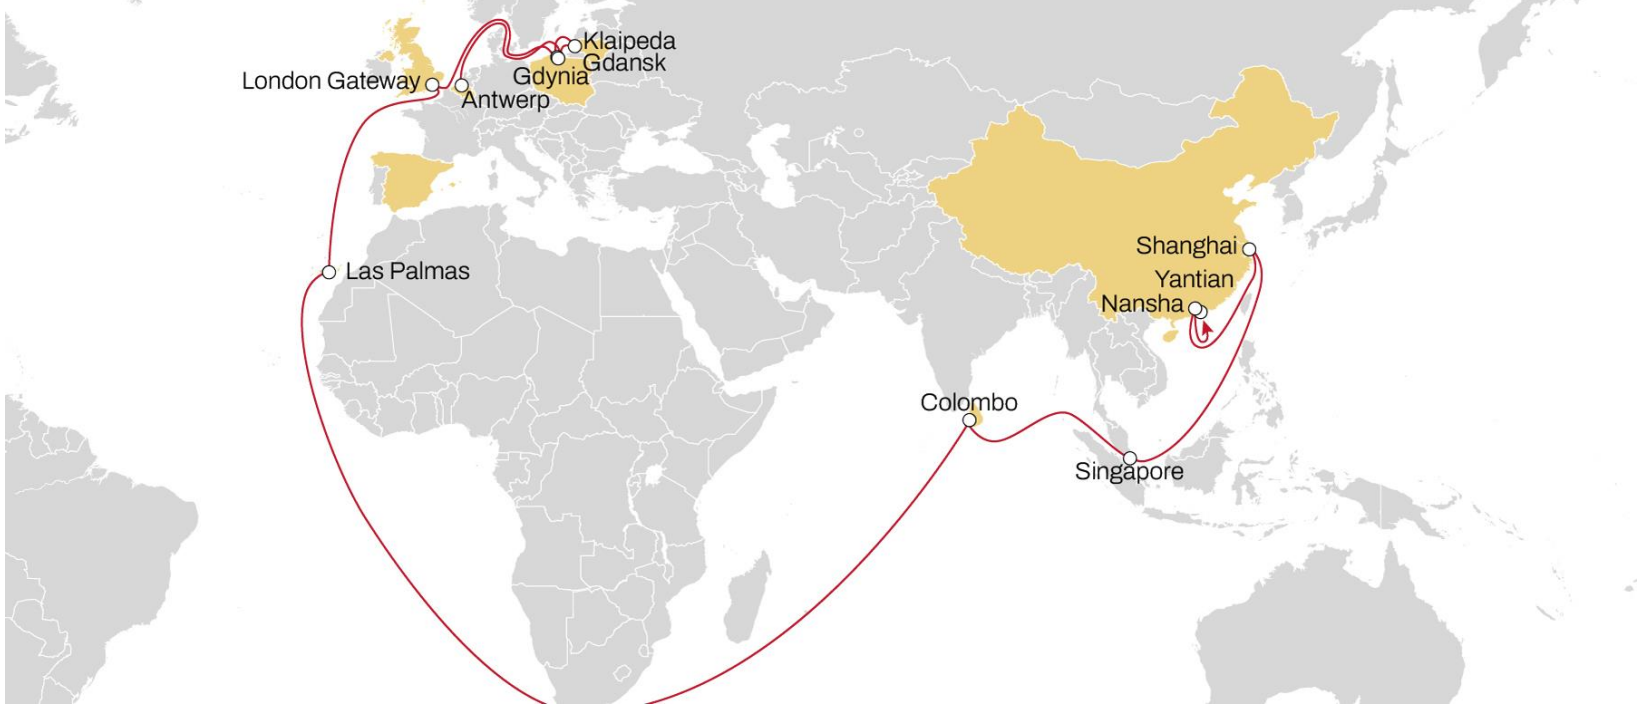 Klaipeda
Gdansk
Gdynia
London Gateway
Antwerp
Las Palmas
Shanghai
Yantian
Nansha
Colombo
Singapore